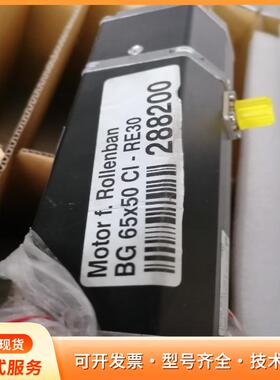 Motor f. Rollenban
BG 65x50 CI - RE30
288200
现货
式服务
可开发票·型号齐全·技术